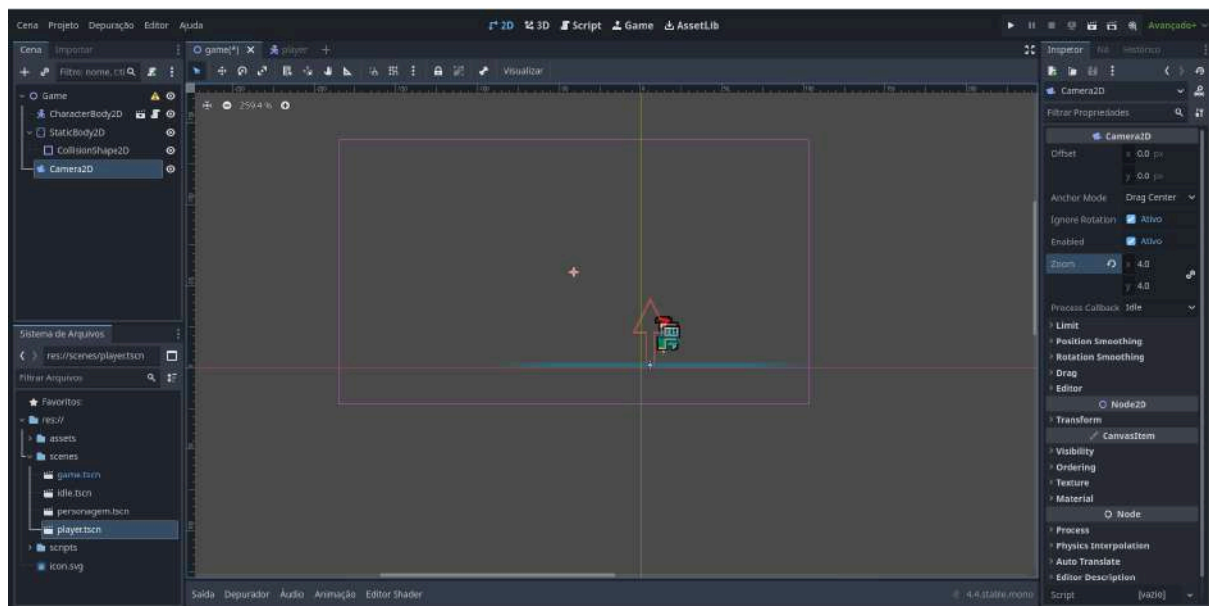 Cena Projeto Depuração Editor Ajuda
2D 3D Script Game AssetLib
Avançado+
Cena Importar
game(*) player
Inspetor Nó Histórico
Filtro: nome, t:ti
Visualizar
Game
259.4 %
Camera2D
CharacterBody2D
Filtrar Propriedades
StaticBody2D
CollisionShape2D
Camera2D
Camera2D
Offset x 0.0 px
y 0.0 px
Anchor Mode Drag Center
Ignore Rotation Ativo
Enabled Ativo
Zoom x 4.0
y 4.0
Process Callback Idle
Limit
Sistema de Arquivos
Position Smoothing
res://scenes/player.tscn
Rotation Smoothing
Drag
Filtrar Arquivos
Editor
Favoritos:
Node2D
res://
Transform
assets
CanvasItem
scenes
Visibility
game.tscn
Ordering
idle.tscn
Texture
Material
personagem.tscn
Node
player.tscn
Process
scripts
Physics Interpolation
icon.svg
Auto Translate
Editor Description
Saída Depurador Áudio Animação Editor Shader
4.4.stable.mono
Script [vazio]